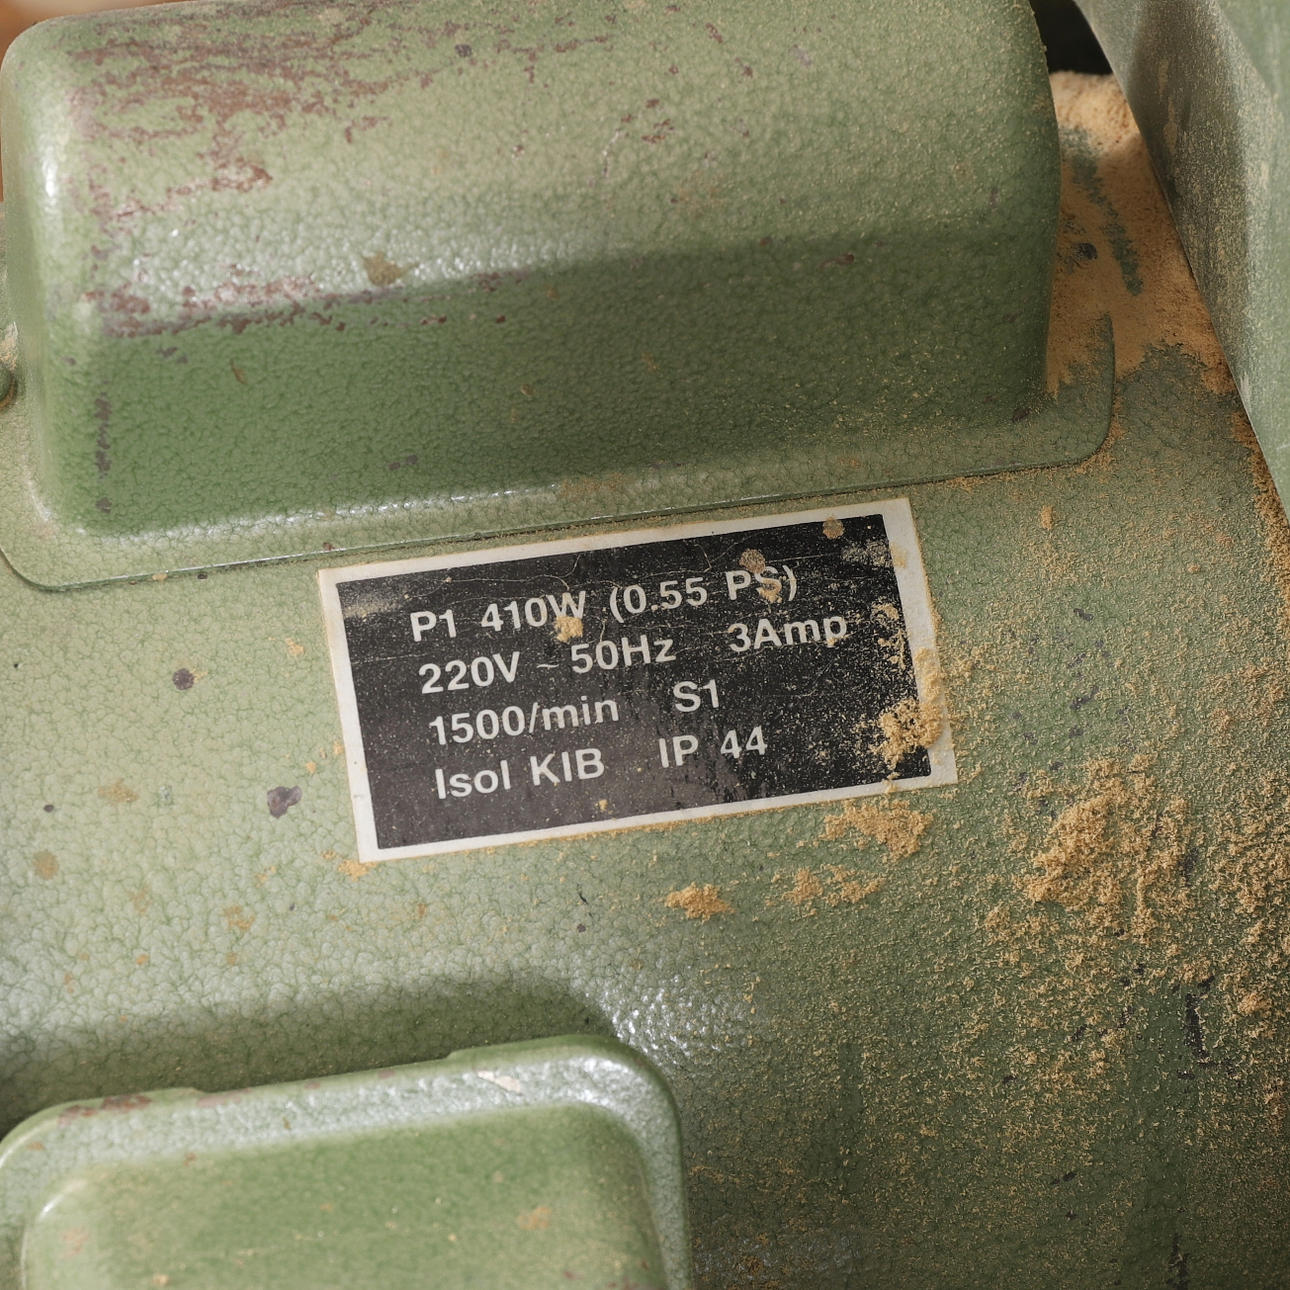 P1 410W (0.55 PS)
220V ~ 50Hz 3Amp
1500/min S1
Isol KIB IP 44